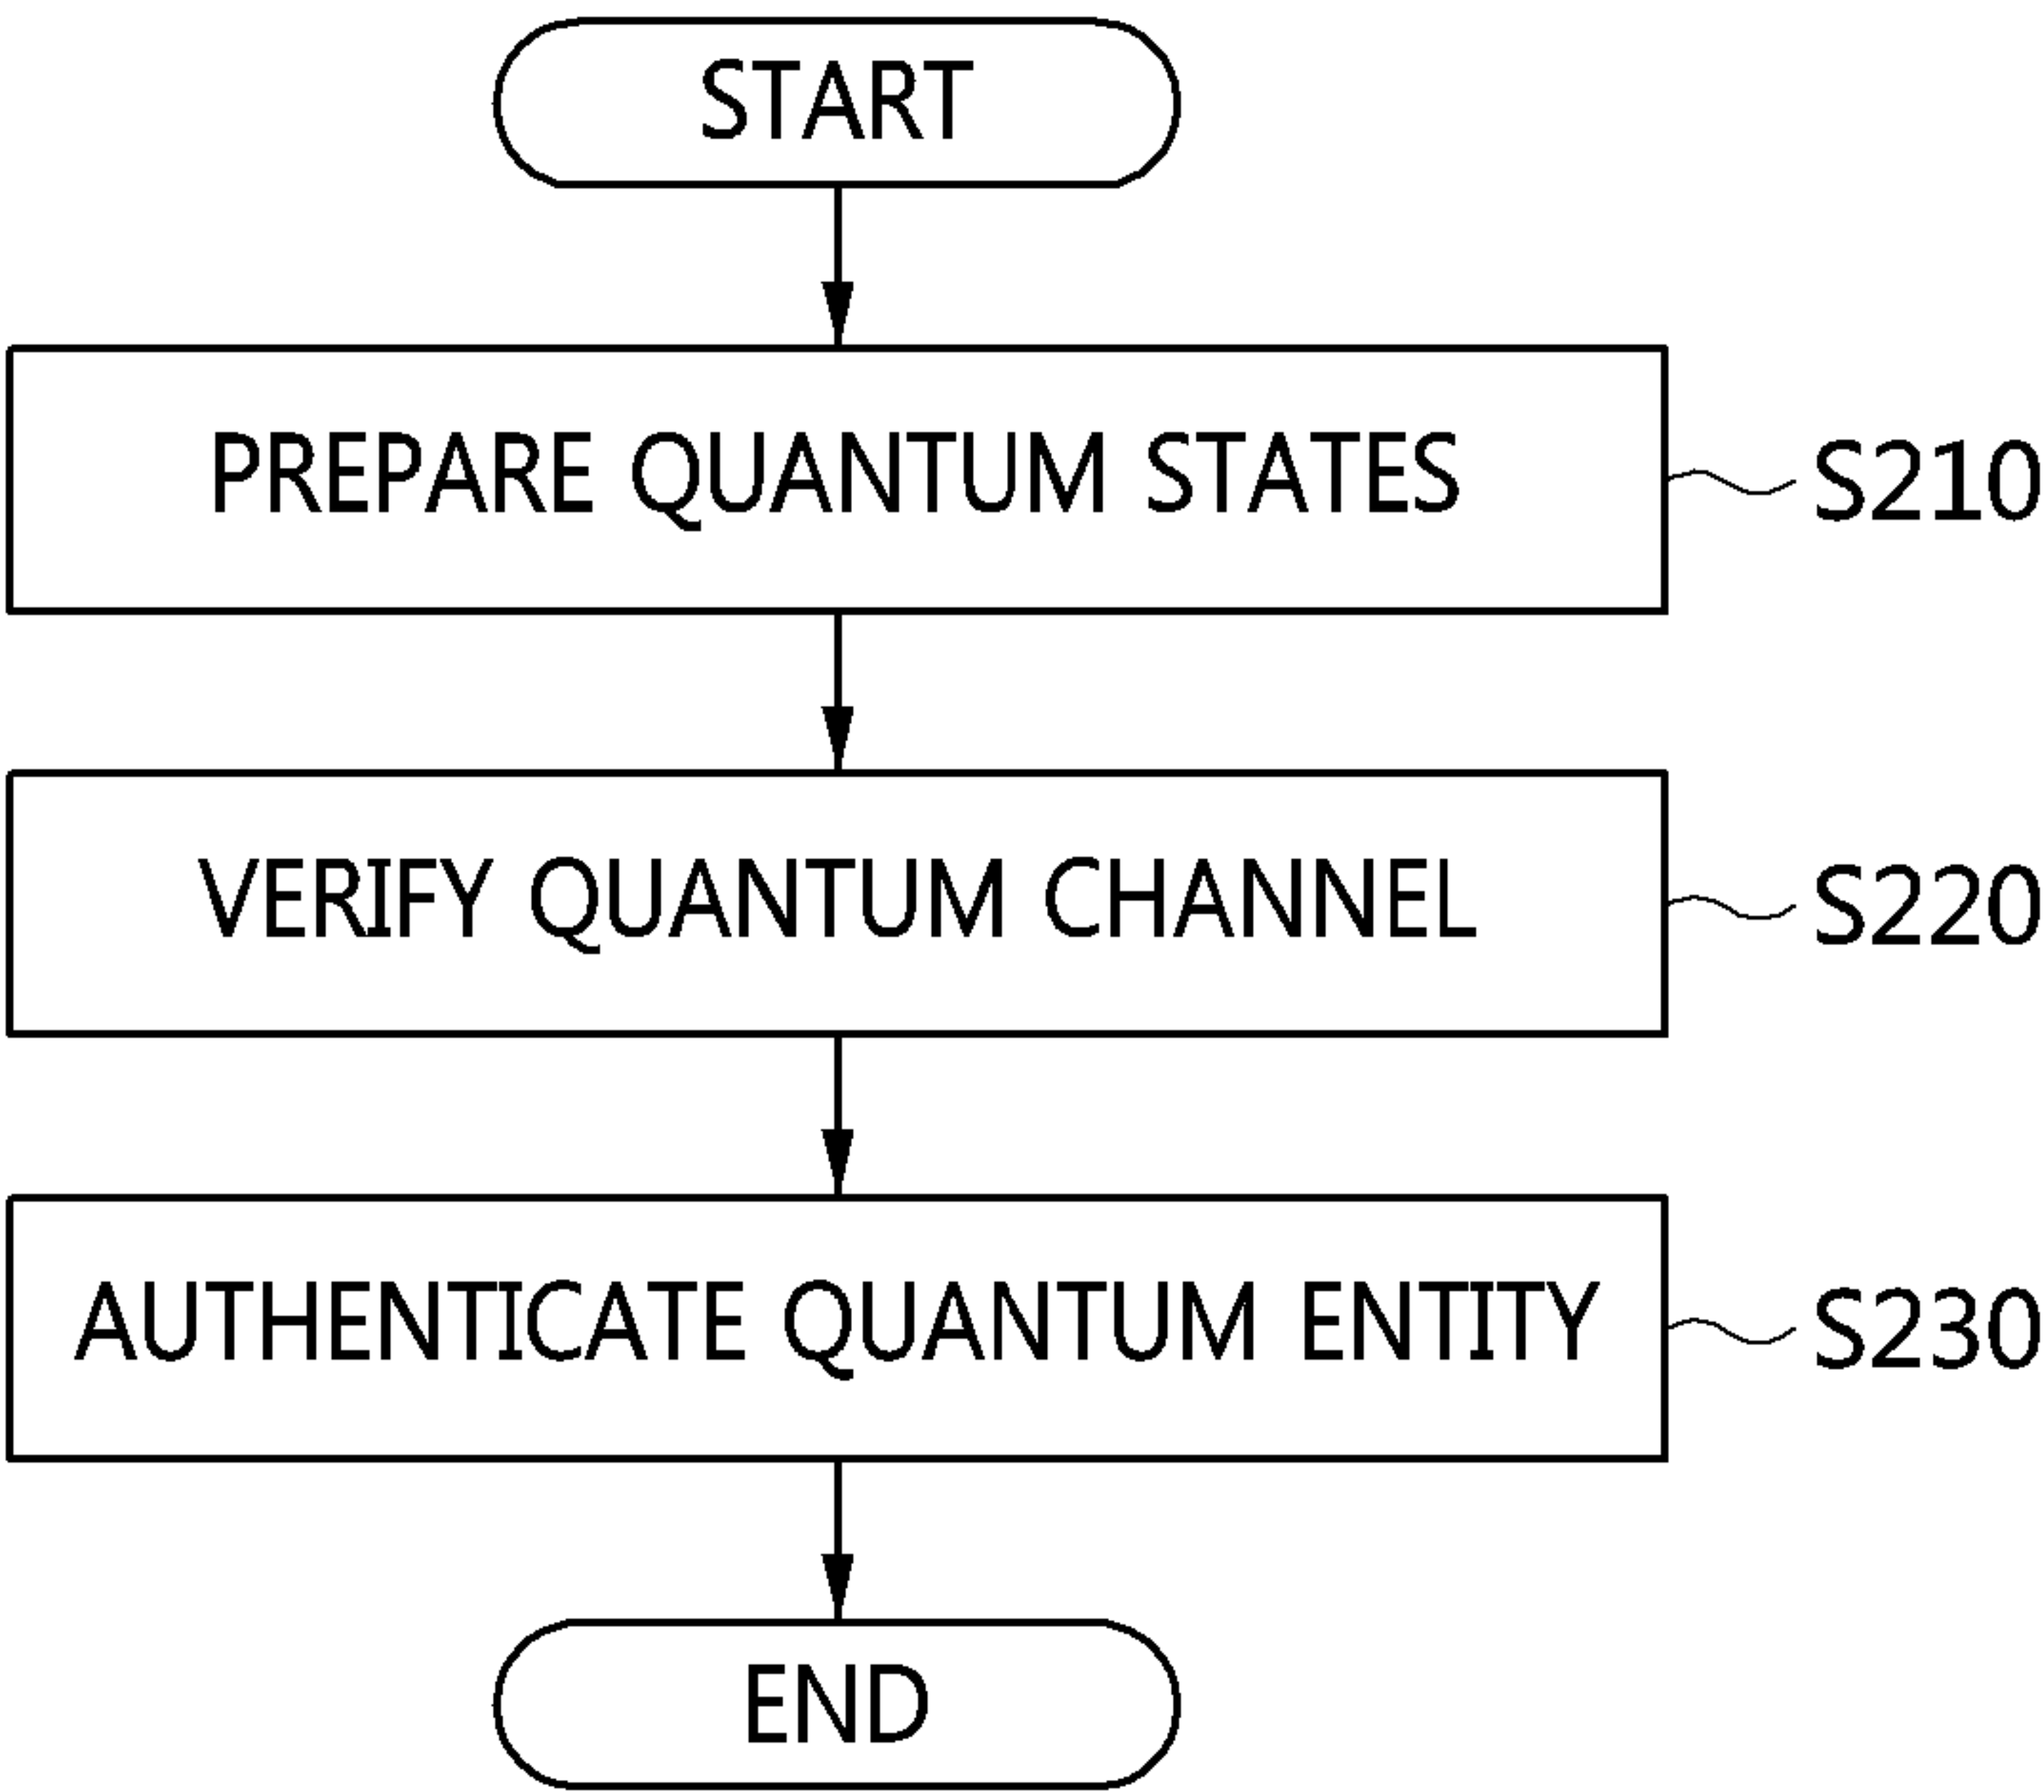 START
PREPARE QUANTUM STATES
S210
VERIFY QUANTUM CHANNEL
S220
AUTHENTICATE QUANTUM ENTITY
S230
END